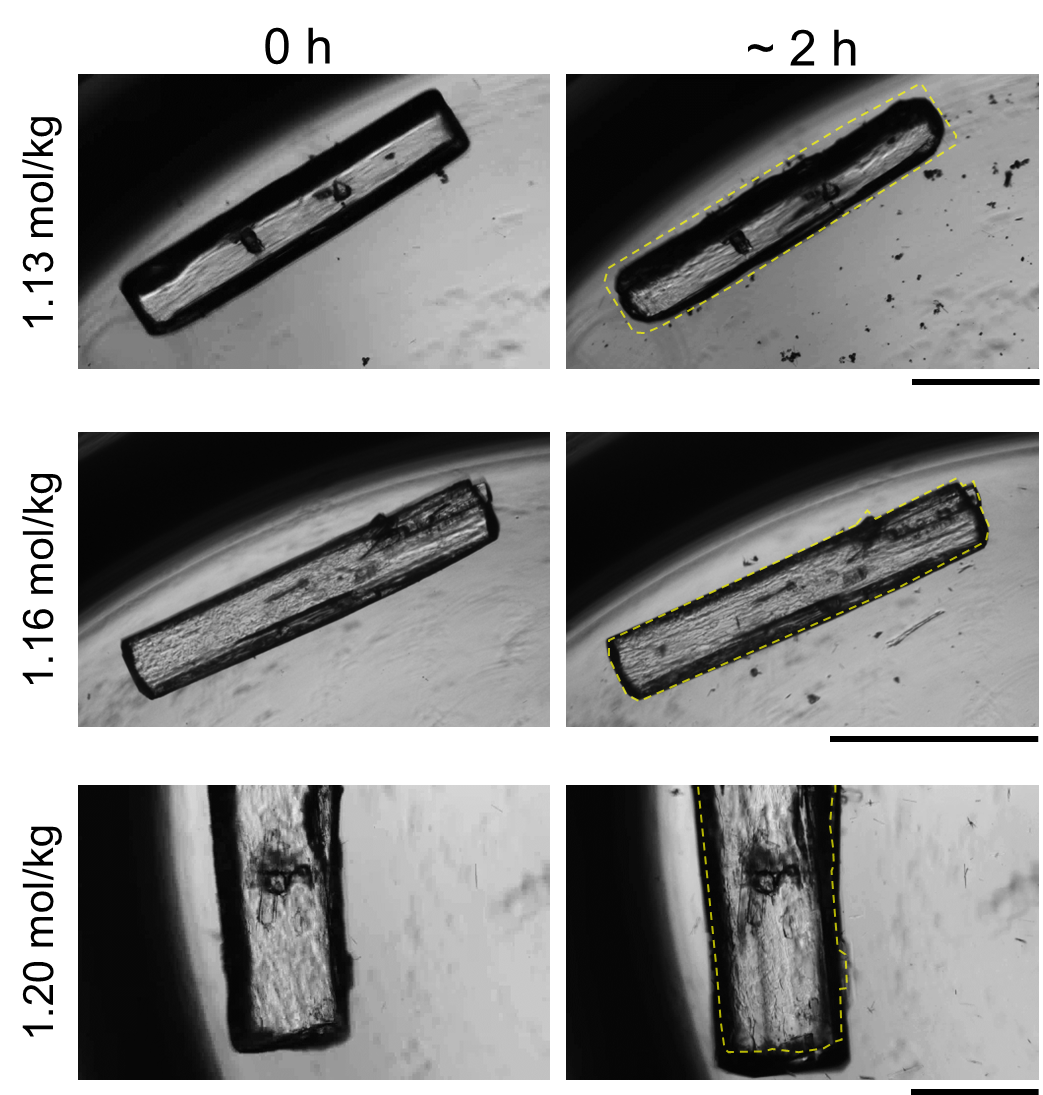 0 h
~ 2 h
1.13 mol/kg
1.16 mol/kg
1.20 mol/kg